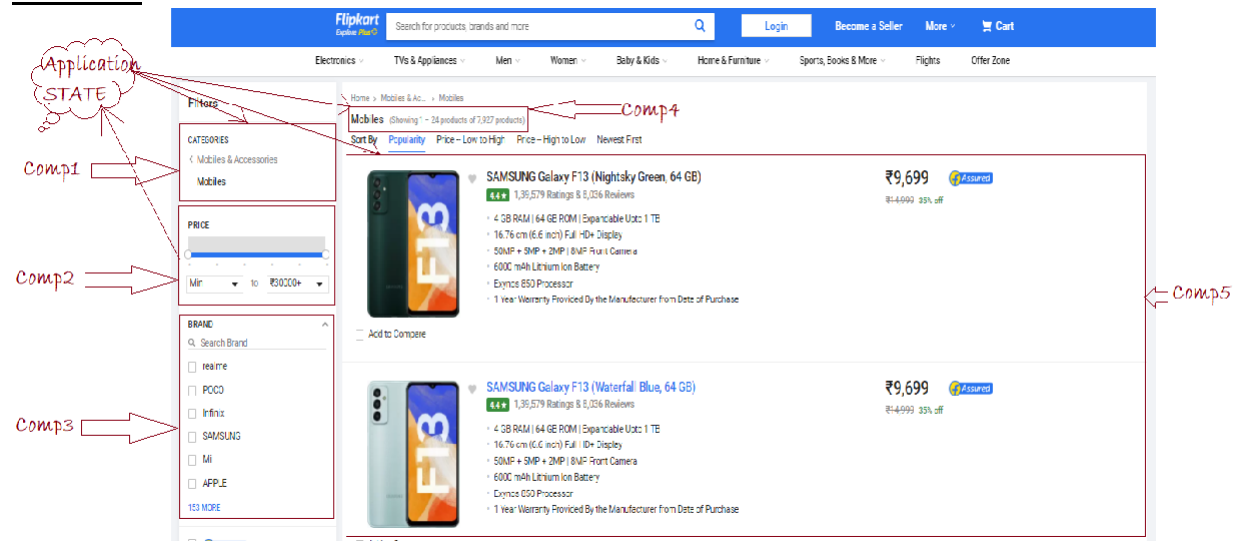 Flipkart
Explore Plus
Search for products, brands and more
Login
Become a Seller
More
Cart
Electronics
TVs & Appliances
Men
Women
Baby & Kids
Home & Furniture
Sports, Books & More
Flights
Offer Zone
Application
STATE
Filters
CATEGORIES
Mobiles & Accessories
Mobiles
Comp1
PRICE
Min
to
₹30000+
Comp2
BRAND
Search Brand
realme
POCO
Infinix
SAMSUNG
Mi
APPLE
153 MORE
Comp3
Home > Mobiles & Ac... > Mobiles
Mobiles (Showing 1 – 24 products of 7,927 products)
Comp4
Sort By Popularity Price -- Low to High Price -- High to Low Newest First
SAMSUNG Galaxy F13 (Nightsky Green, 64 GB)
4.4★ 1,39,579 Ratings & 8,036 Reviews
• 4 GB RAM | 64 GB ROM | Expandable Upto 1 TB
• 16.76 cm (6.6 inch) Full HD+ Display
• 50MP + 5MP + 2MP | 8MP Front Camera
• 6000 mAh Lithium Ion Battery
• Exynos 850 Processor
• 1 Year Warranty Provided By the Manufacturer from Date of Purchase
₹9,699
Assured
₹14,999 35% off
F13
Add to Compare
Comp5
SAMSUNG Galaxy F13 (Waterfall Blue, 64 GB)
4.4★ 1,39,579 Ratings & 8,036 Reviews
• 4 GB RAM | 64 GB ROM | Expandable Upto 1 TB
• 16.76 cm (6.6 inch) Full HD+ Display
• 50MP + 5MP + 2MP | 8MP Front Camera
• 6000 mAh Lithium Ion Battery
• Exynos 850 Processor
• 1 Year Warranty Provided By the Manufacturer from Date of Purchase
₹9,699
Assured
₹14,999 35% off
F13